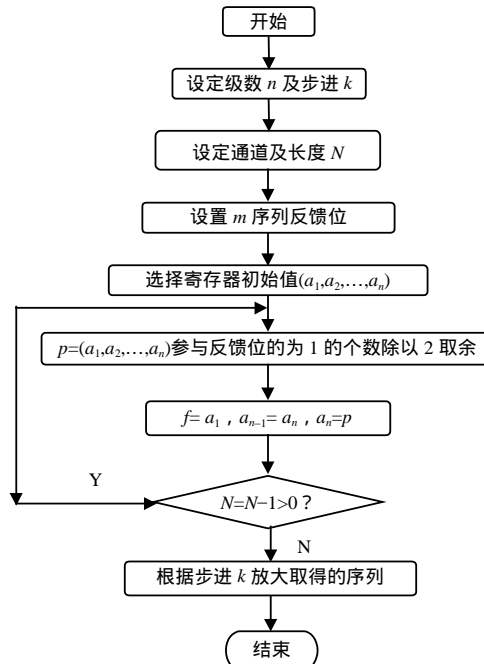 开始
设定级数 n 及步进 k
设定通道及长度 N
设置 m 序列反馈位
选择寄存器初始值(a₁,a₂,…,aₙ)
p=(a₁,a₂,…,aₙ)参与反馈位的为 1 的个数除以 2 取余
f= a₁ , aₙ₋₁= aₙ , aₙ=p
Y
N=N−1>0？
N
根据步进 k 放大取得的序列
结束